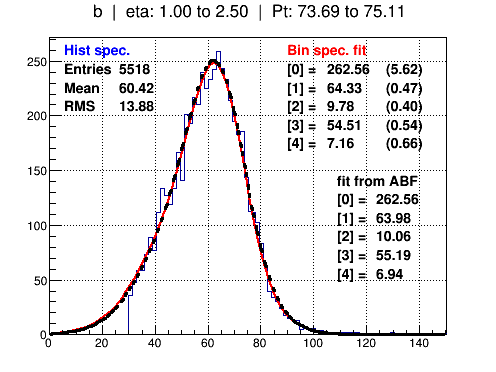 b | eta: 1.00 to 2.50 | Pt: 73.69 to 75.11
Hist spec.
Entries 5518
Mean 60.42
RMS 13.88
Bin spec. fit
[0] = 262.56 (5.62)
[1] = 64.33 (0.47)
[2] = 9.78 (0.40)
[3] = 54.51 (0.54)
[4] = 7.16 (0.66)
fit from ABF
[0] = 262.56
[1] = 63.98
[2] = 10.06
[3] = 55.19
[4] = 6.94
250
200
150
100
50
0
0 20 40 60 80 100 120 140